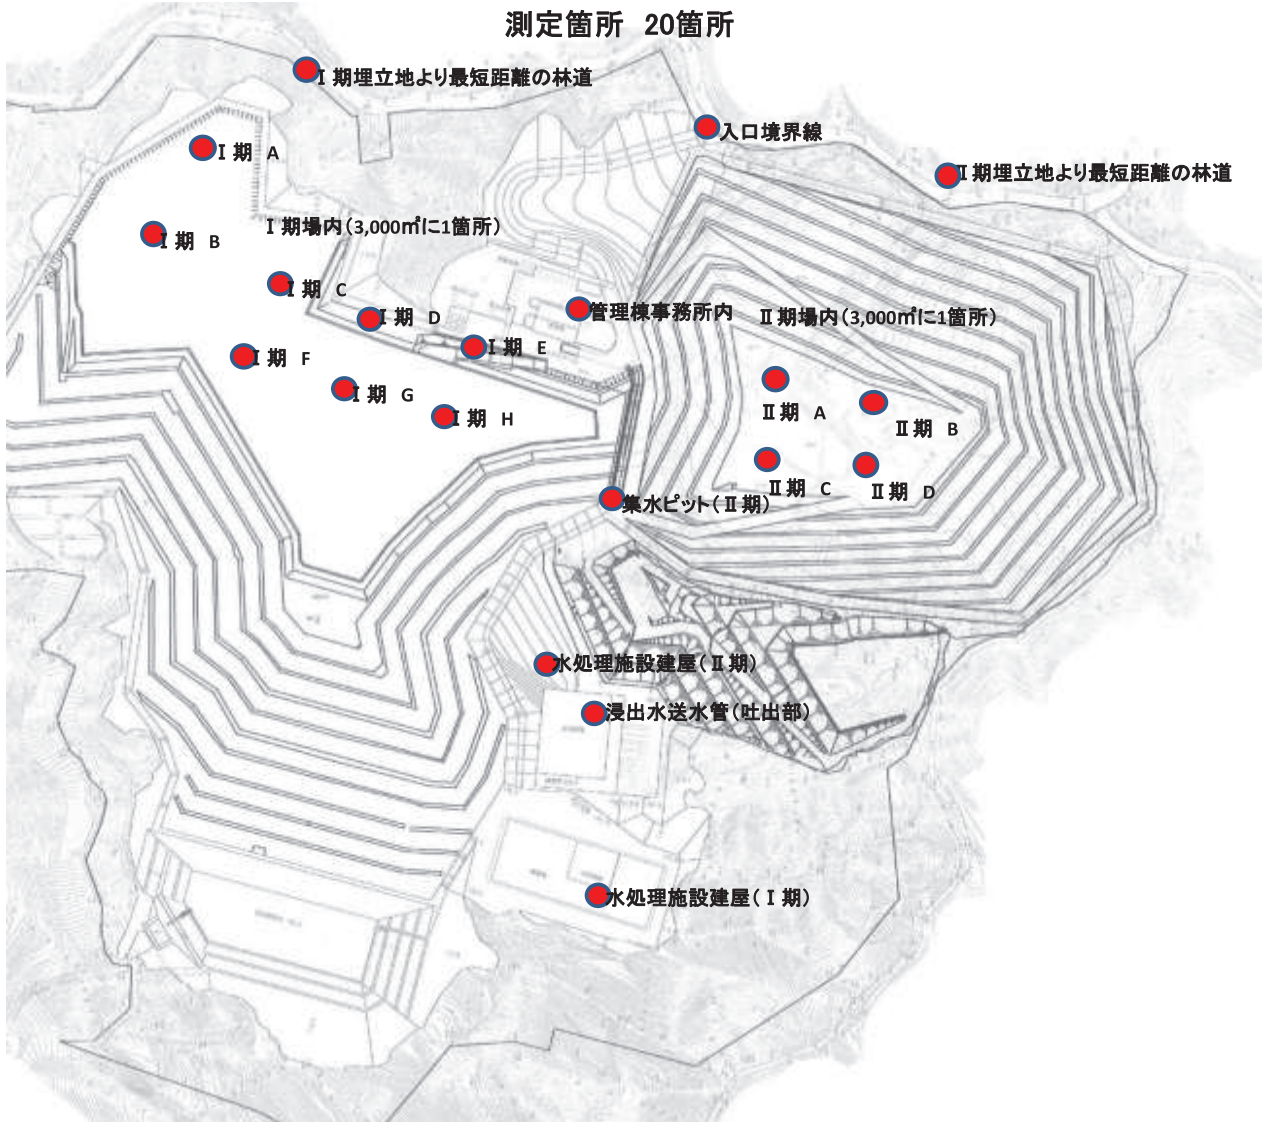 測定箇所 20箇所
Ⅰ期埋立地より最短距離の林道
入口境界線
Ⅰ期 A
Ⅱ期埋立地より最短距離の林道
Ⅰ期場内(3,000㎡に1箇所)
Ⅰ期 B
Ⅰ期 C
Ⅰ期 D
管理棟事務所内
Ⅱ期場内(3,000㎡に1箇所)
Ⅰ期 E
Ⅰ期 F
Ⅰ期 G
Ⅰ期 H
Ⅱ期 A
Ⅱ期 B
Ⅱ期 C
Ⅱ期 D
集水ピット(Ⅱ期)
水処理施設建屋(Ⅱ期)
浸出水送水管(吐出部)
水処理施設建屋(Ⅰ期)